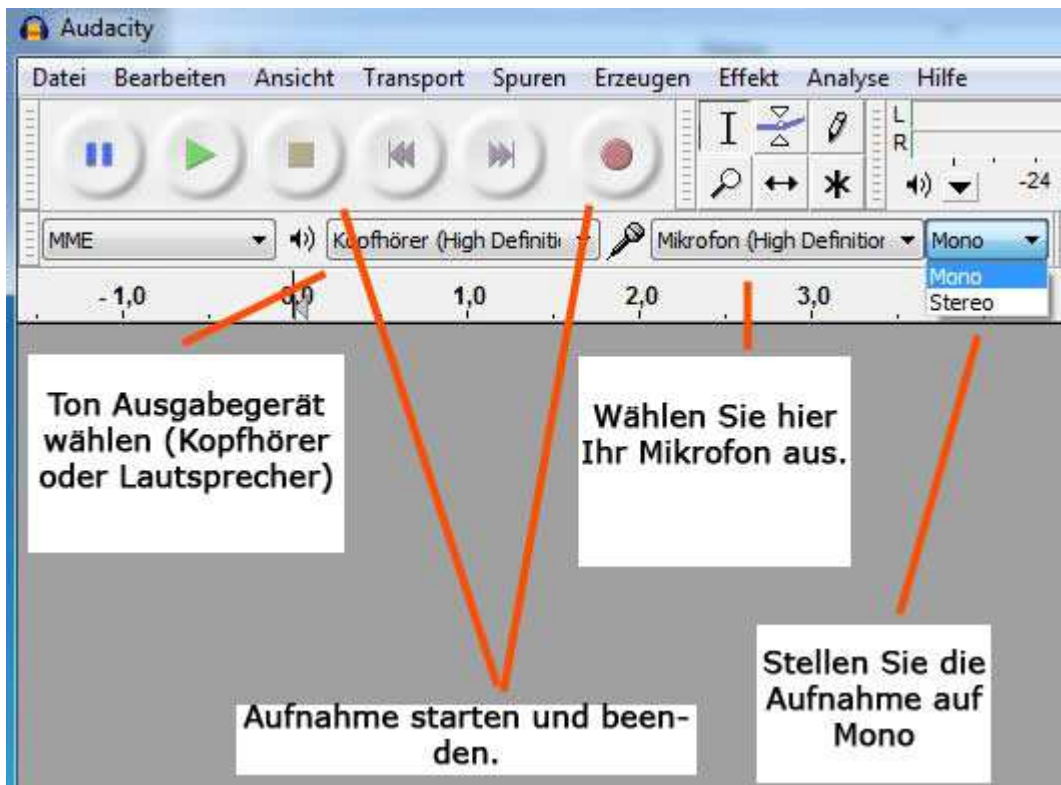 Audacity
Datei Bearbeiten Ansicht Transport Spuren Erzeugen Effekt Analyse Hilfe
L
R
-24
MME
Kopfhörer (High Definiti
Mikrofon (High Definitior
Mono
Mono
Stereo
- 1,0 0,0 1,0 2,0 3,0
Ton Ausgabegerät
wählen (Kopfhörer
oder Lautsprecher)
Wählen Sie hier
Ihr Mikrofon aus.
Aufnahme starten und been-
den.
Stellen Sie die
Aufnahme auf
Mono